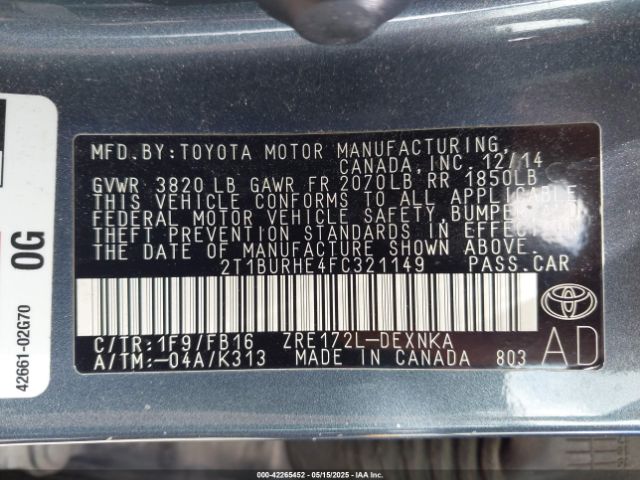 MFD.BY:TOYOTA MOTOR MANUFACTURING,
CANADA,INC. 12/14
GVWR 3820 LB GAWR FR 2070LB RR 1850LB
THIS VEHICLE CONFORMS TO ALL APPLICABLE
FEDERAL MOTOR VEHICLE SAFETY, BUMPER
THEFT PREVENTION STANDARDS IN EFFECT ON
THE DATE OF MANUFACTURE SHOWN ABOVE.
2T1BURHE4FC321149 PASS.CAR
C/TR:1F9/FB16 ZRE172L-DEXNKA
A/TM:-04A/K313 MADE IN CANADA 803
AD
TOYOTA
0G
42661-02G70
000-42265452 - 05/15/2025 - IAA Inc.